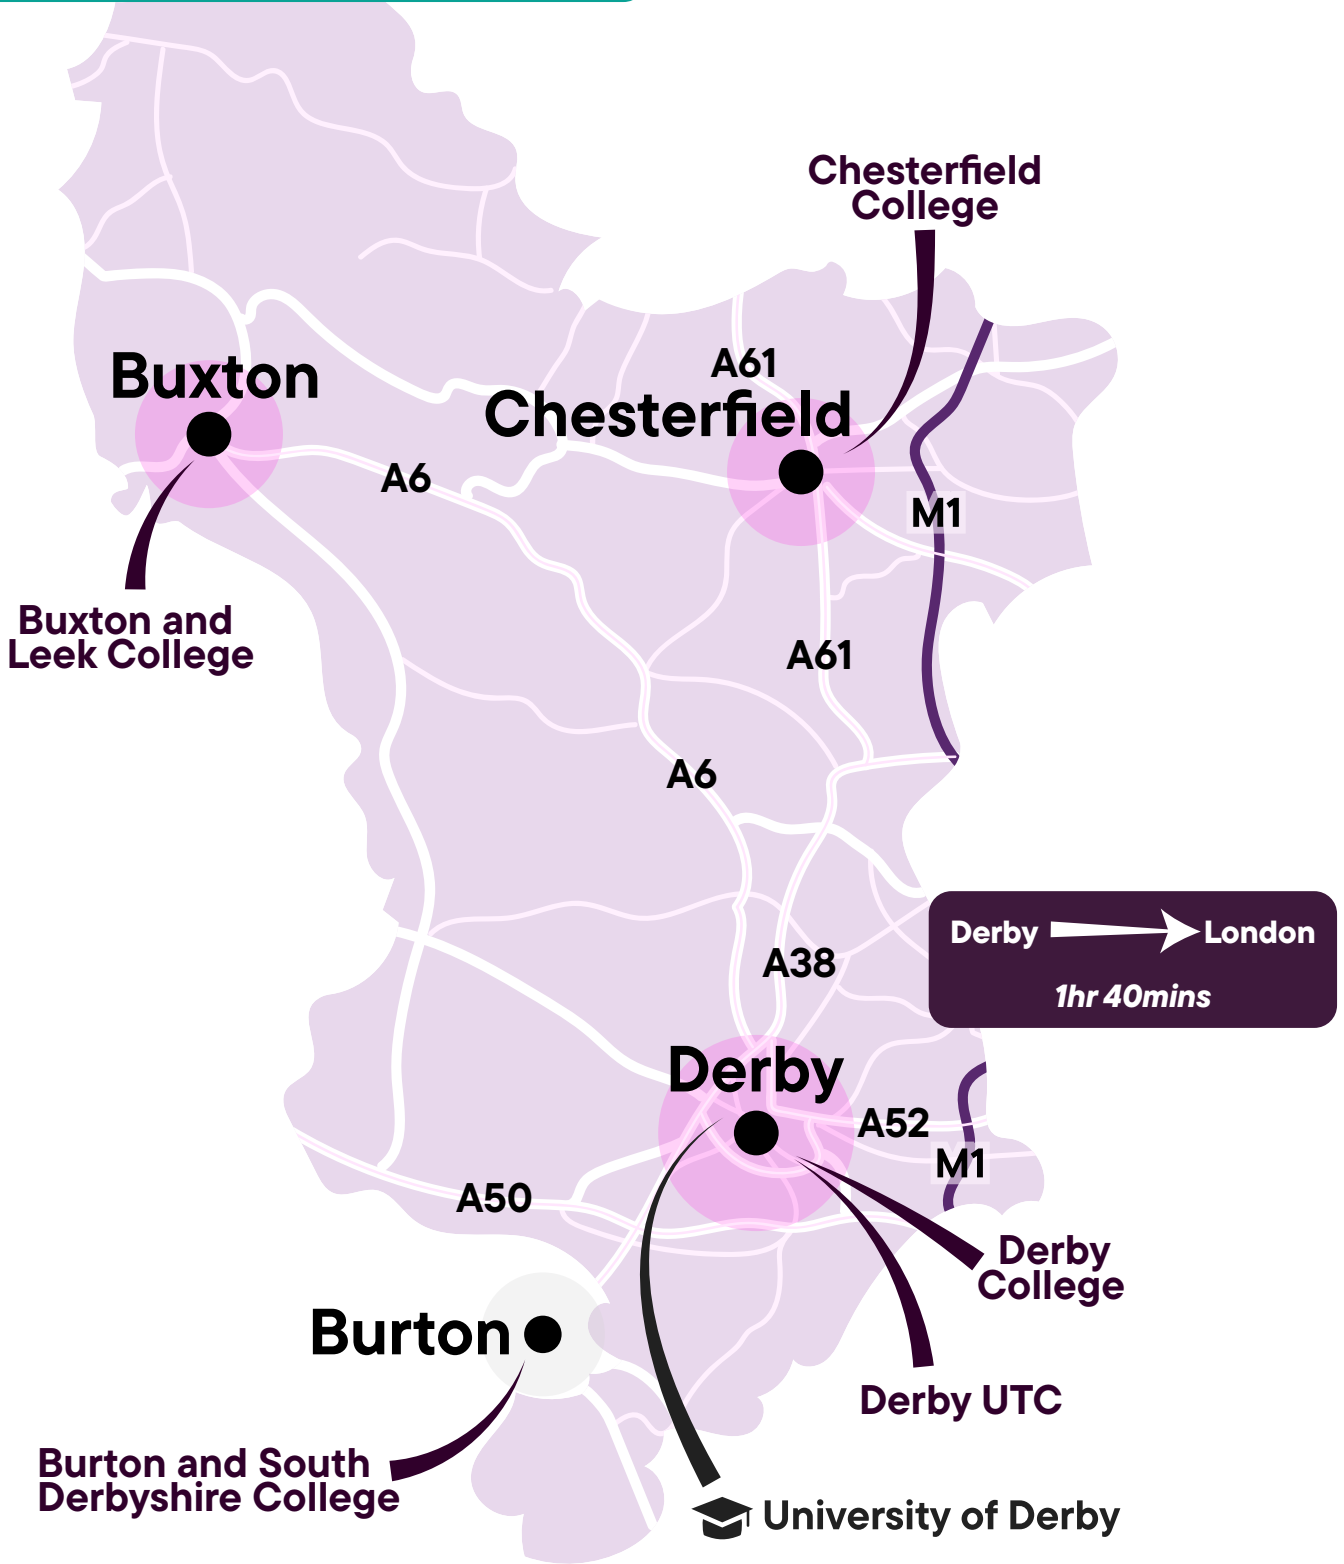 Chesterfield
College
A61
Buxton
Chesterfield
A6
M1
Buxton and
Leek College
A61
A6
Derby
London
1hr 40mins
A38
Derby
A52
M1
A50
Derby
College
Burton
Derby UTC
Burton and South
Derbyshire College
University of Derby